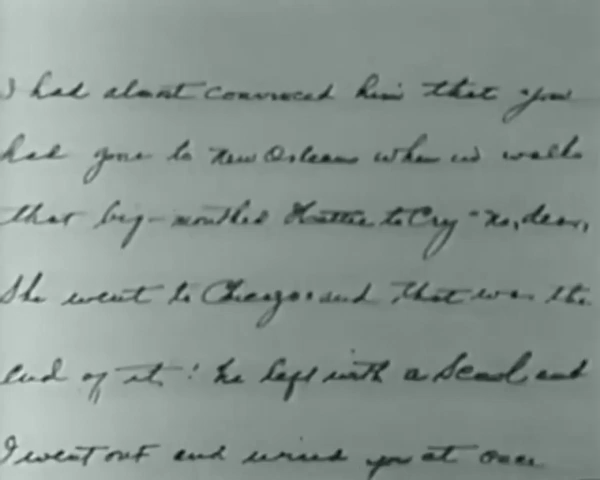 I had almost convinced him that you
had gone to New Orleans when in walks
that big-mouthed Hattie to Cry "no, dear,
She went to Chicago" and that was the
end of it! he left with a Scowl and
I went out and wired you at once